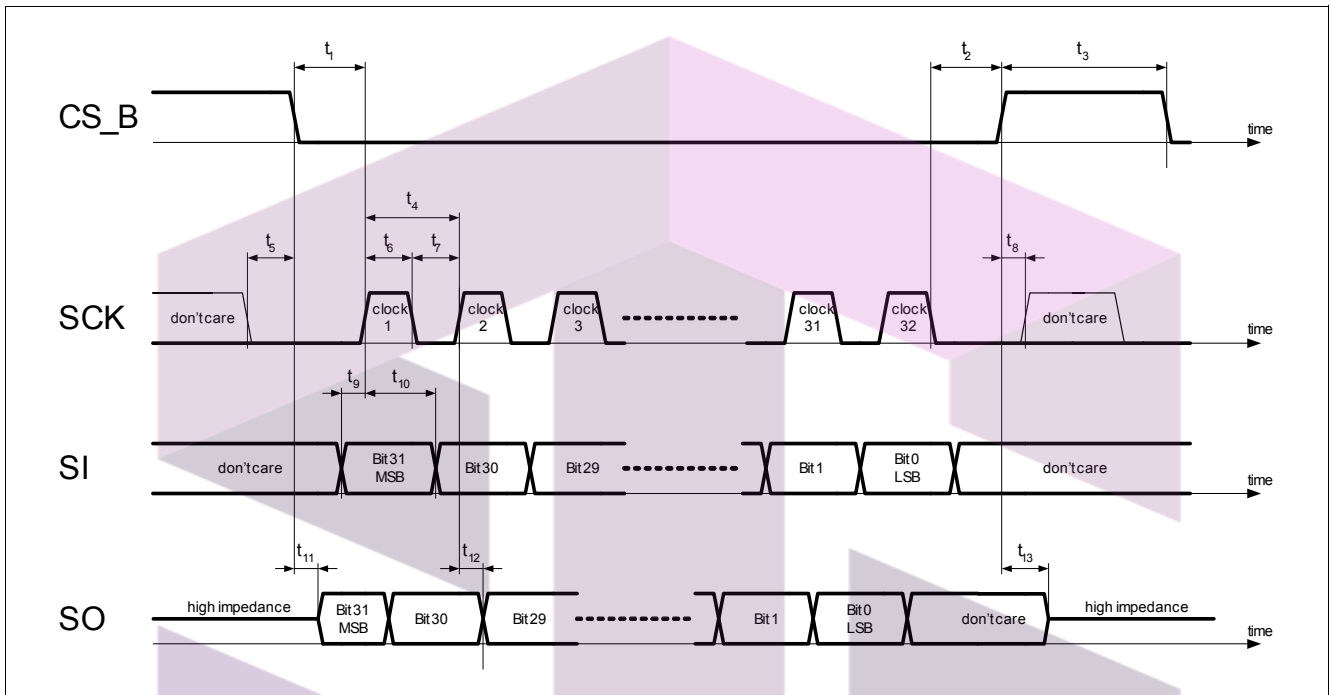 t1 t2 t3
CS_B
time
t4
t5 t6 t7 t8
SCK
don'tcare clock 1 clock 2 clock 3 clock 31 clock 32 don'tcare
time
t9 t10
SI
don'tcare Bit31 MSB Bit30 Bit29 Bit1 Bit0 LSB don'tcare
time
t11 t12 t13
SO
high impedance Bit31 MSB Bit30 Bit29 Bit1 Bit0 LSB don'tcare high impedance
time